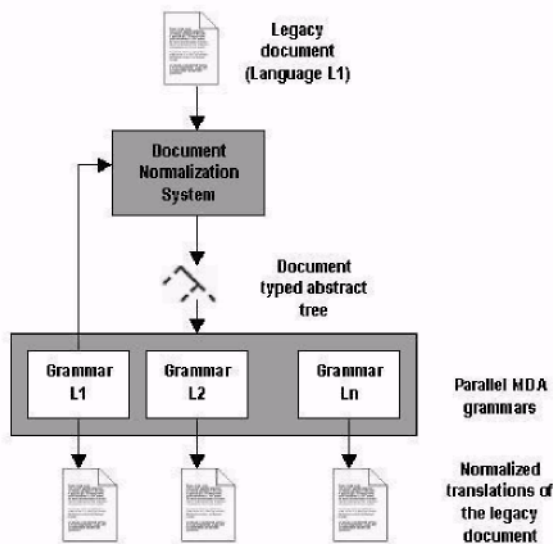 Legacy
document
(Language L1)
Document
Normalization
System
Document
typed abstract
tree
Grammar
L1
Grammar
L2
Grammar
Ln
Parallel MDA
grammars
Normalized
translations of
the legacy
document